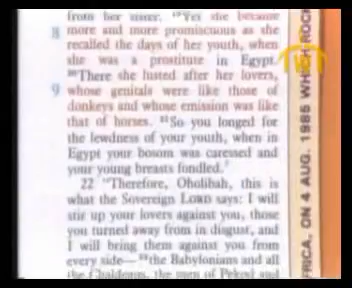 from her sister. ¹⁹Yet she became
8 more and more promiscuous as she
recalled the days of her youth, when
she was a prostitute in Egypt.
²⁰There she lusted after her lovers,
9 whose genitals were like those of
donkeys and whose emission was like
that of horses. ²¹So you longed for
the lewdness of your youth, when in
Egypt your bosom was caressed and
your young breasts fondled.
22 "Therefore, Oholibah, this is
what the Sovereign LORD says: I will
stir up your lovers against you, those
you turned away from in disgust, and
I will bring them against you from
every side—²³the Babylonians and all
the Chaldeans, the men of Pekod and
FRICA, ON 4 AUG. 1985 WHICH ROCK